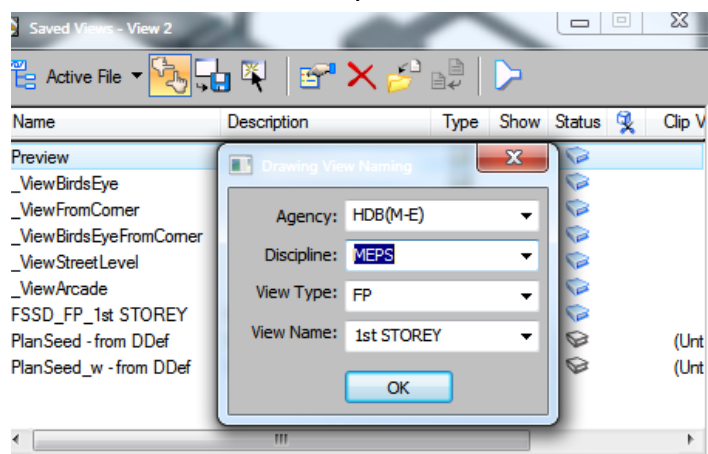 Saved Views - View 2
Active File
Name Description Type Show Status Clip V
Preview
_ViewBirdsEye
_ViewFromCorner
_ViewBirdsEyeFromCorner
_ViewStreetLevel
_ViewArcade
FSSD_FP_1st STOREY
PlanSeed - from DDef (Unt
PlanSeed_w - from DDef (Unt
Drawing View Naming
Agency: HDB(M-E)
Discipline: MEPS
View Type: FP
View Name: 1st STOREY
OK